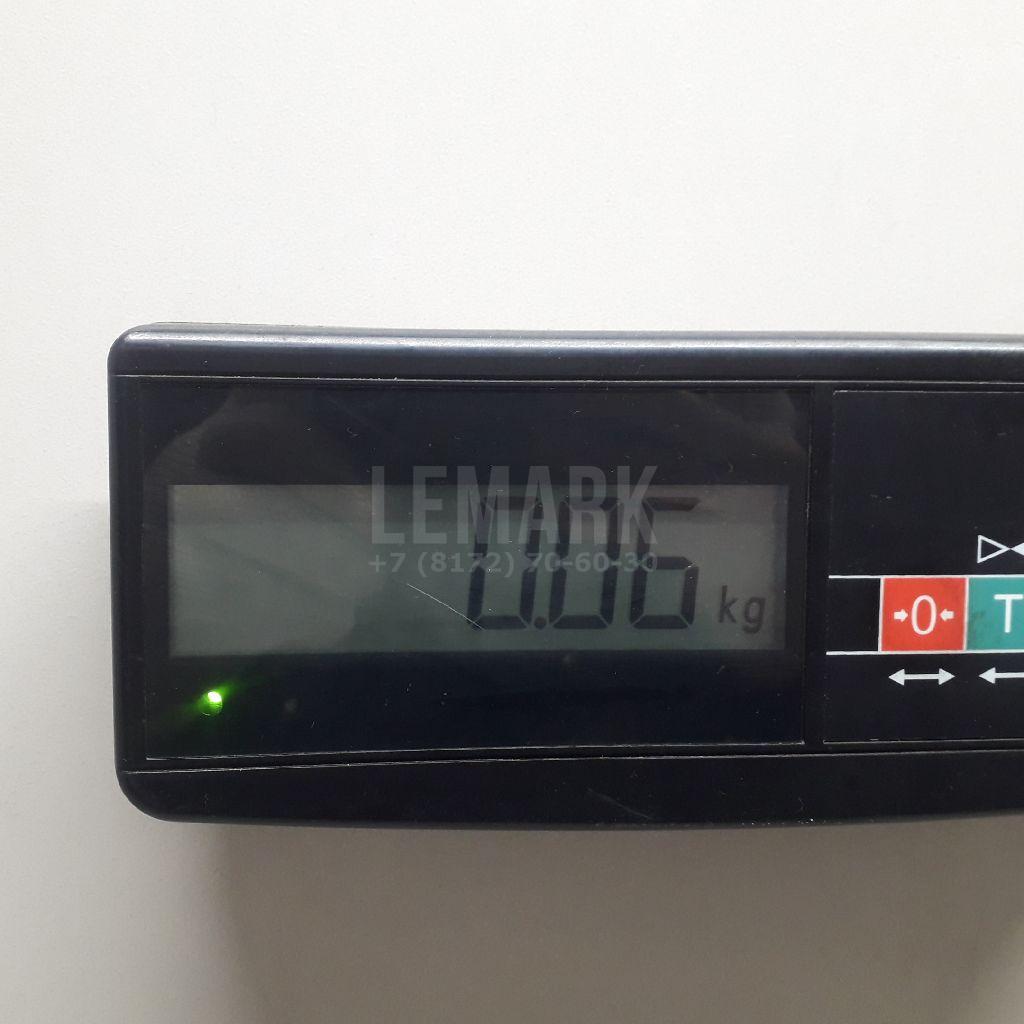 LEMARK
+7 (8172) 70-60-30
0.06 kg
→0← T